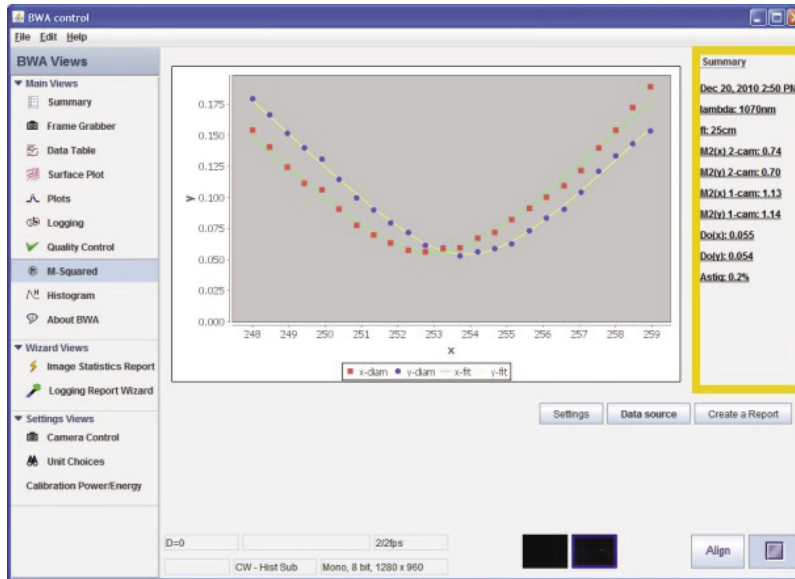 BWA control
File Edit Help
BWA Views
Main Views
Summary
Frame Grabber
Data Table
Surface Plot
Plots
Logging
Quality Control
M-Squared
Histogram
About BWA
Wizard Views
Image Statistics Report
Logging Report Wizard
Settings Views
Camera Control
Unit Choices
Calibration Power/Energy
y
0.175
0.150
0.125
0.100
0.075
0.050
0.025
0.000
248 249 250 251 252 253 254 255 256 257 258 259
x
x-diam y-diam x-fit y-fit
Summary
Dec 20, 2010 2:50 PM
lambda: 1070nm
fl: 25cm
M2(x) 2-cam: 0.74
M2(y) 2-cam: 0.70
M2(x) 1-cam: 1.13
M2(y) 1-cam: 1.14
Do(x): 0.055
Do(y): 0.054
Astig: 0.2%
Settings Data source Create a Report
D=0 2/2fps
CW - Hist Sub Mono, 8 bit, 1280 x 960
Align